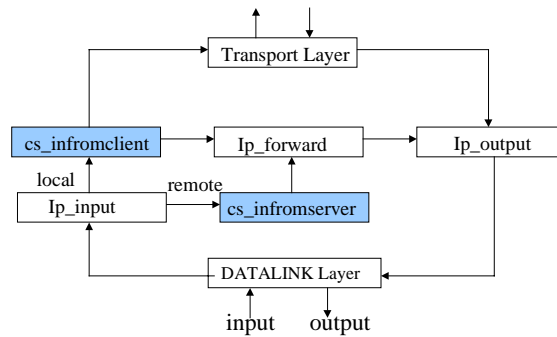 Transport Layer
cs_infromclient
Ip_forward
Ip_output
local
remote
Ip_input
cs_infromserver
DATALINK Layer
input
output